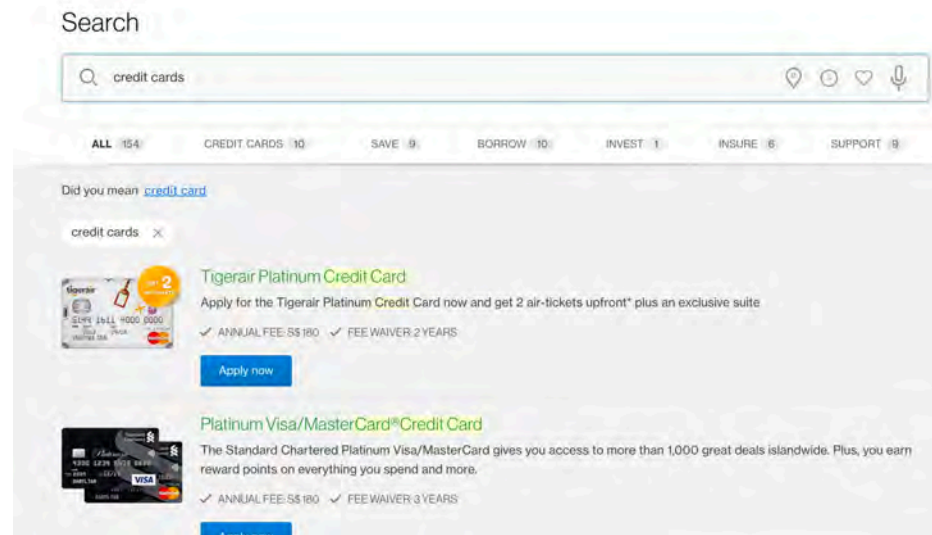 Search
credit cards
ALL 154 CREDIT CARDS 10 SAVE 9 BORROW 10 INVEST 1 INSURE 6 SUPPORT 9
Did you mean credit card
credit cards ×
Tigerair Platinum Credit Card
Apply for the Tigerair Platinum Credit Card now and get 2 air-tickets upfront* plus an exclusive suite
ANNUAL FEE: S$180 FEE WAIVER 2 YEARS
Apply now
tigerair
2
MasterCard
Platinum Visa/MasterCard®Credit Card
The Standard Chartered Platinum Visa/MasterCard gives you access to more than 1,000 great deals islandwide. Plus, you earn
reward points on everything you spend and more.
ANNUAL FEE: S$180 FEE WAIVER 3 YEARS
Platinum
VISA